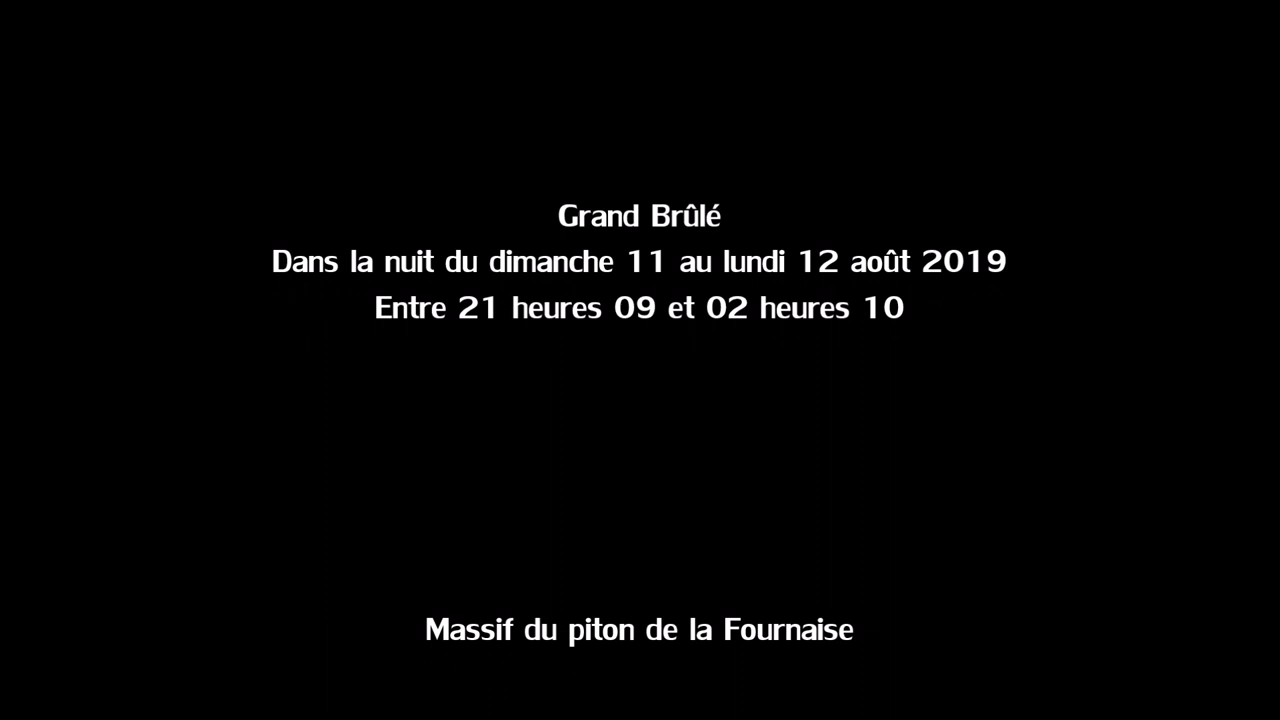 Grand Brûlé
Dans la nuit du dimanche 11 au lundi 12 août 2019
Entre 21 heures 09 et 02 heures 10
Massif du piton de la Fournaise